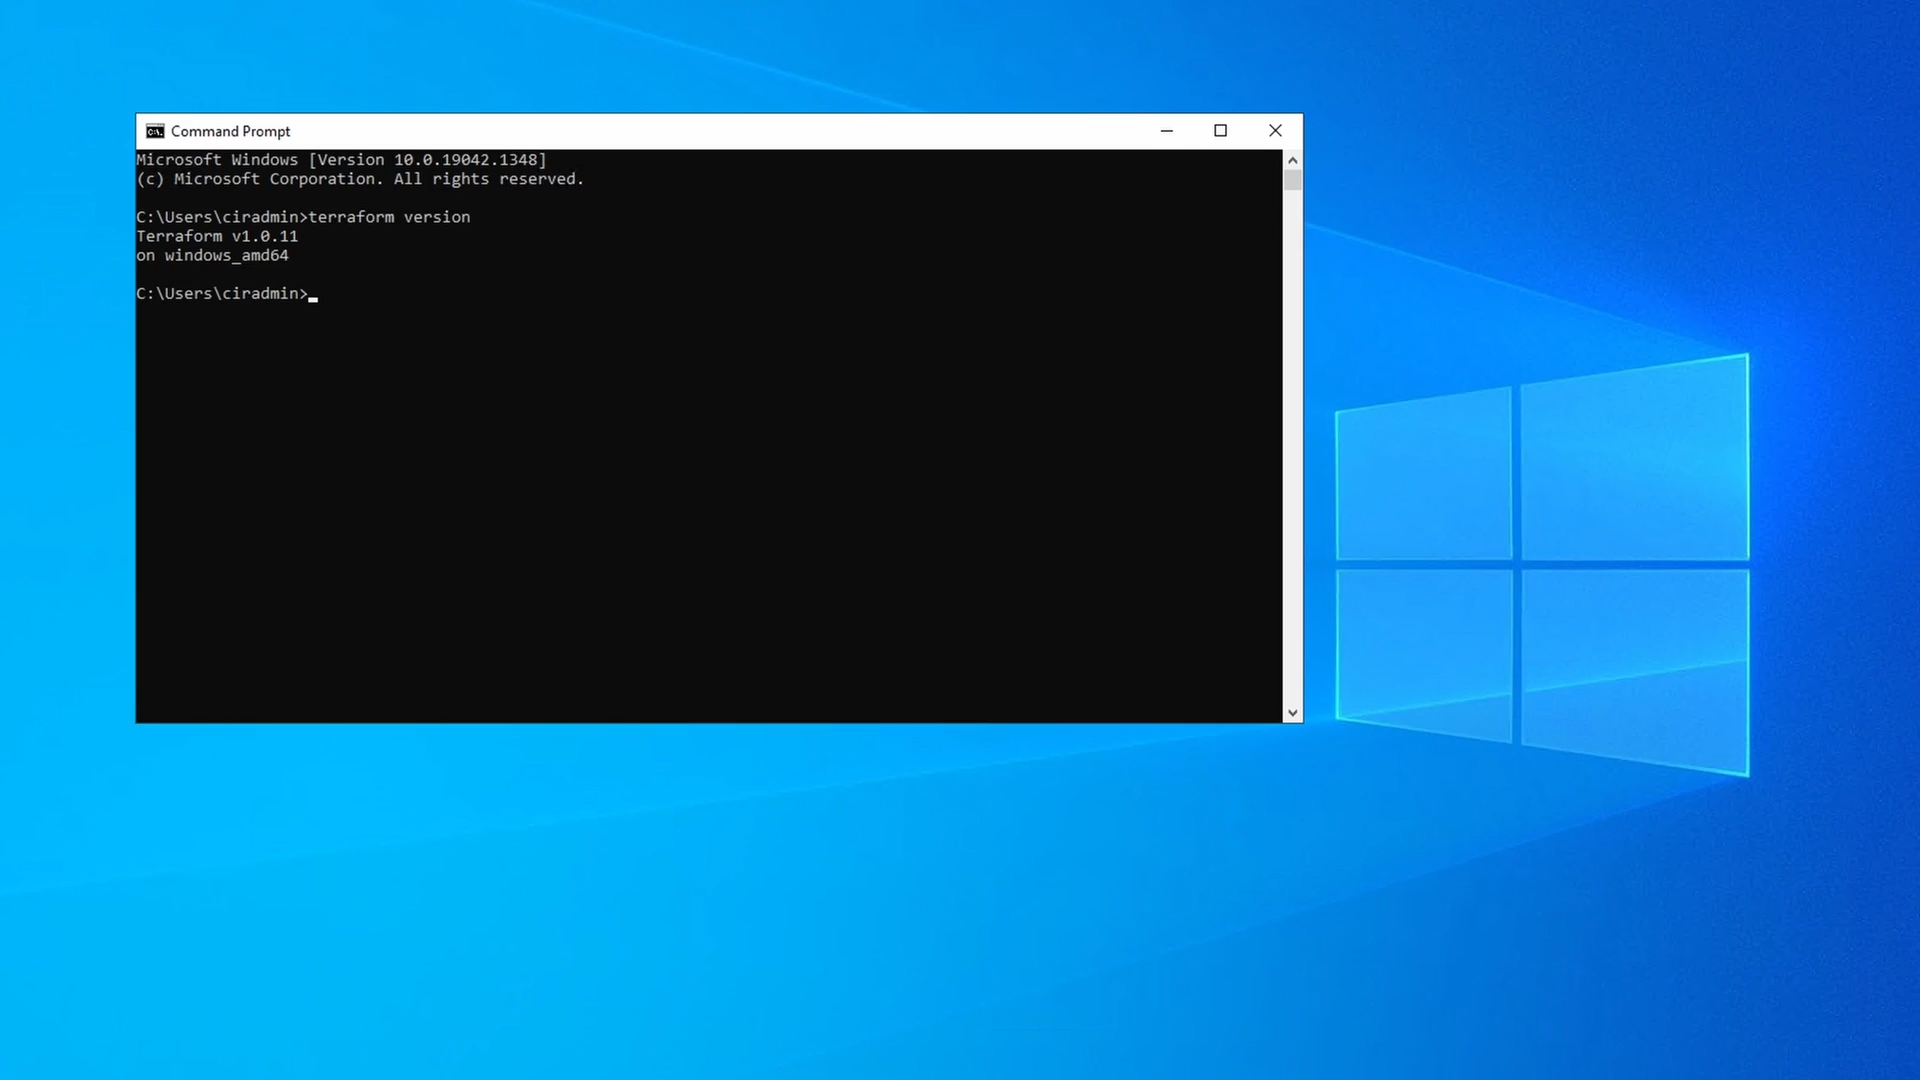 Command Prompt
Microsoft Windows [Version 10.0.19042.1348]
(c) Microsoft Corporation. All rights reserved.
C:\Users\ciradmin>terraform version
Terraform v1.0.11
on windows_amd64
C:\Users\ciradmin>